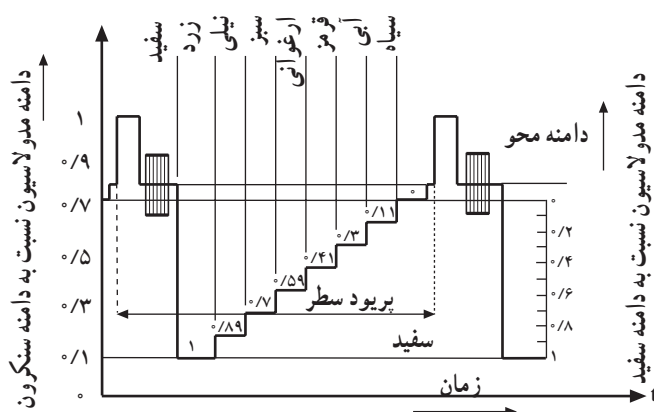 سفید
زرد
نیلی
سبز
ارغوانی
قرمز
آبی
سیاه
دامنه مدولاسیون نسبت به دامنه سنکرون
۱
۰/۹
۰/۷
۰/۵
۰/۳
۰/۱
۰
دامنه محو
۱
۰/۸۹
۰/۷
۰/۵۹
۰/۴۱
۰/۳
۰/۱۱
۰
پریود سطر
سفید
زمان
t
۰
۰/۲
۰/۴
۰/۶
۰/۸
۱
دامنه مدولاسیون نسبت به دامنه سفید